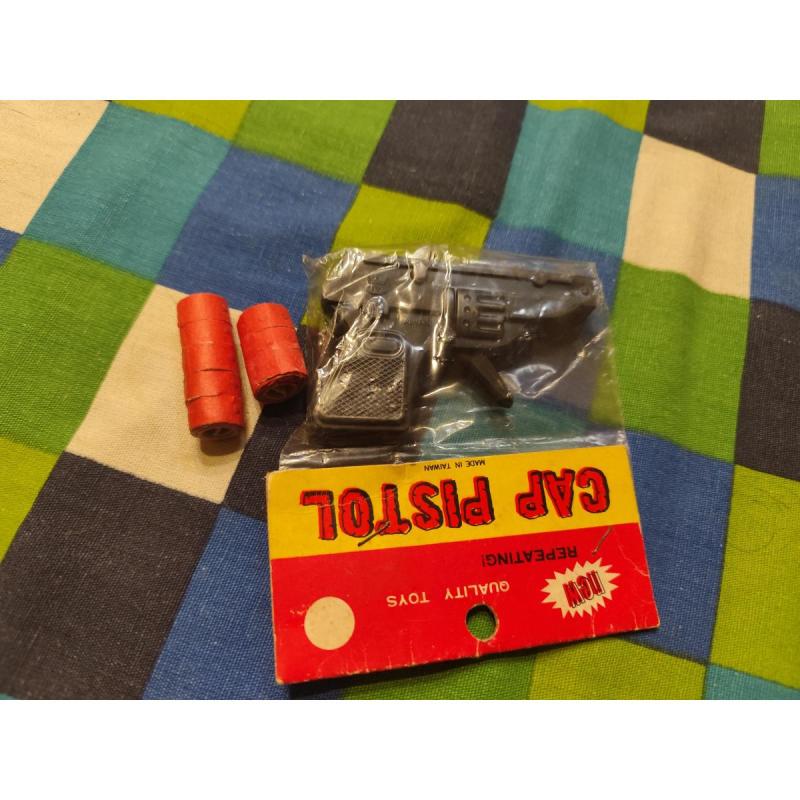 new
QUALITY TOYS
REPEATING!
CAP PISTOL
MADE IN TAIWAN